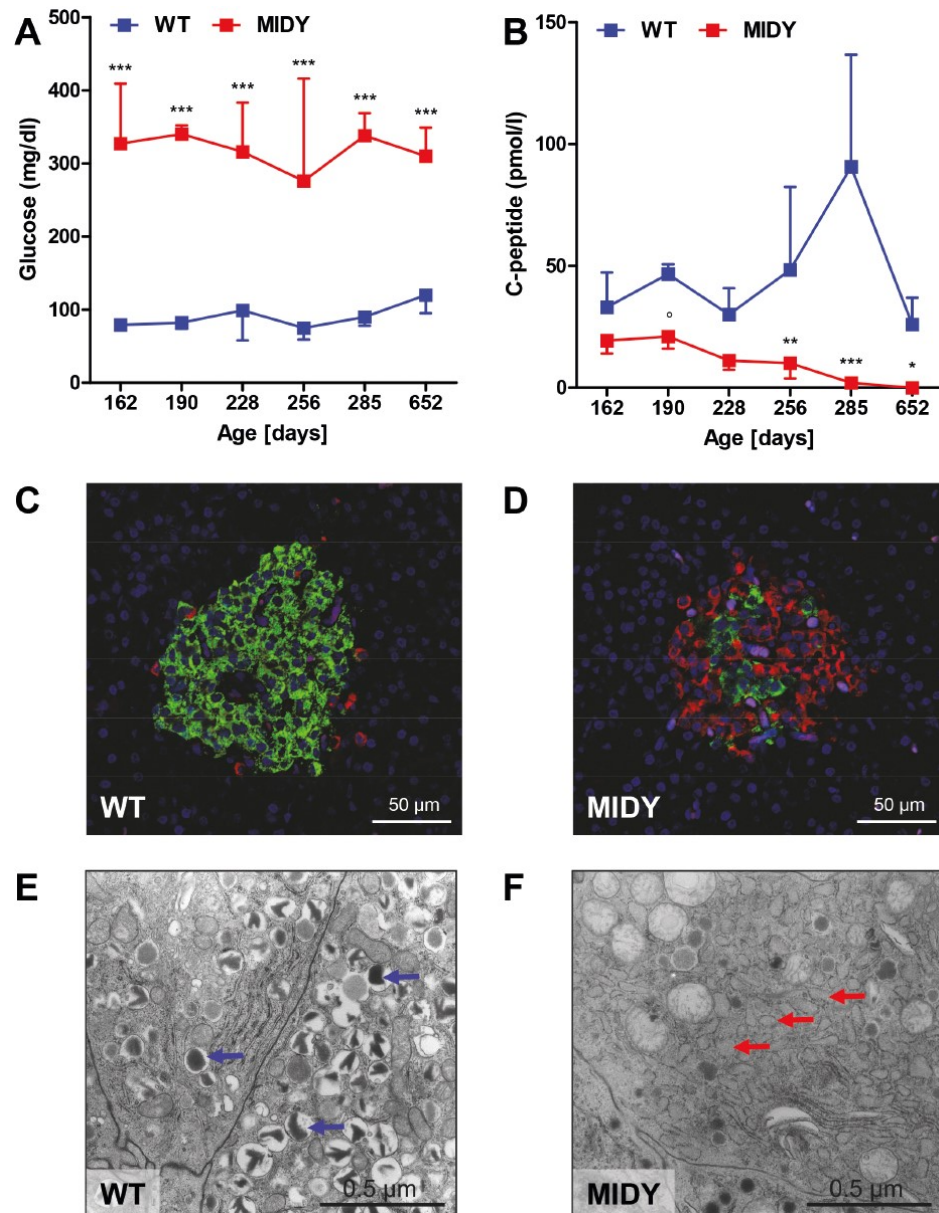 A
WT MIDY
Glucose (mg/dl)
500
400
300
200
100
0
*** *** *** *** *** ***
162 190 228 256 285 652
Age [days]
B
WT MIDY
C-peptide (pmol/l)
150
100
50
0
° ** *** *
162 190 228 256 285 652
Age [days]
C
WT
50 µm
D
MIDY
50 µm
E
WT
0.5 µm
F
MIDY
0.5 µm